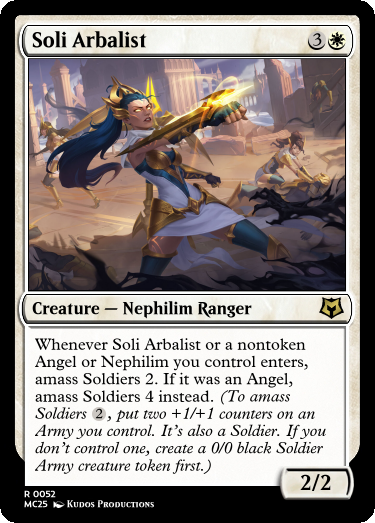 Soli Arbalist 3
Creature — Nephilim Ranger
Whenever Soli Arbalist or a nontoken
Angel or Nephilim you control enters,
amass Soldiers 2. If it was an Angel,
amass Soldiers 4 instead. (To amass
Soldiers 2, put two +1/+1 counters on an
Army you control. It's also a Soldier. If you
don't control one, create a 0/0 black Soldier
Army creature token first.)
2/2
R 0052
MC25 Kudos Productions